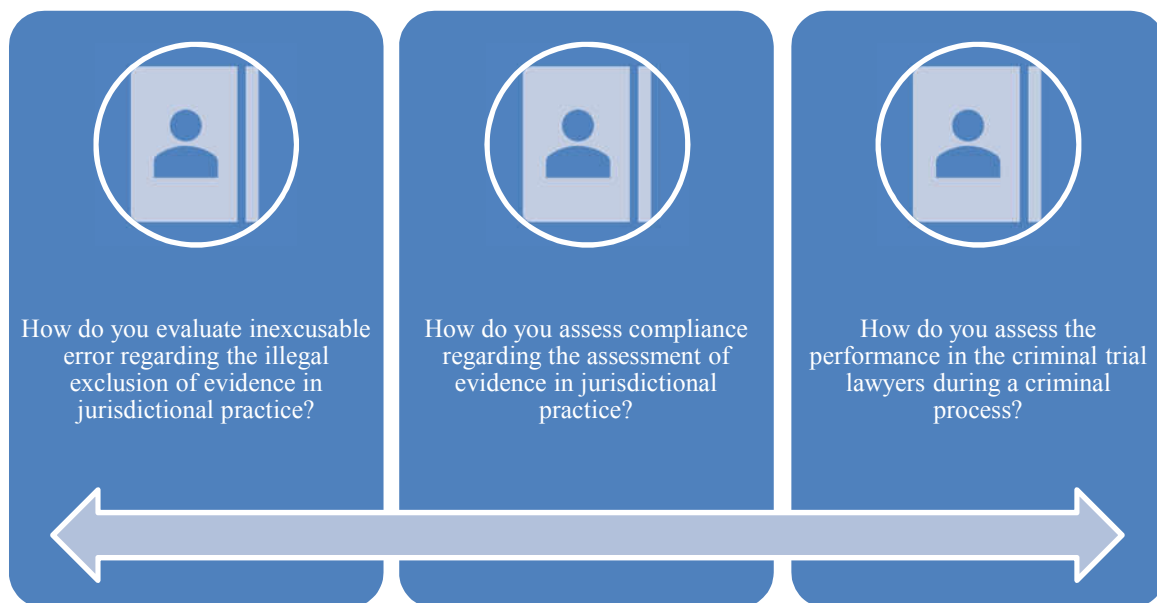 How do you evaluate inexcusable
error regarding the illegal
exclusion of evidence in
jurisdictional practice?
How do you assess compliance
regarding the assessment of
evidence in jurisdictional
practice?
How do you assess the
performance in the criminal trial
lawyers during a criminal
process?